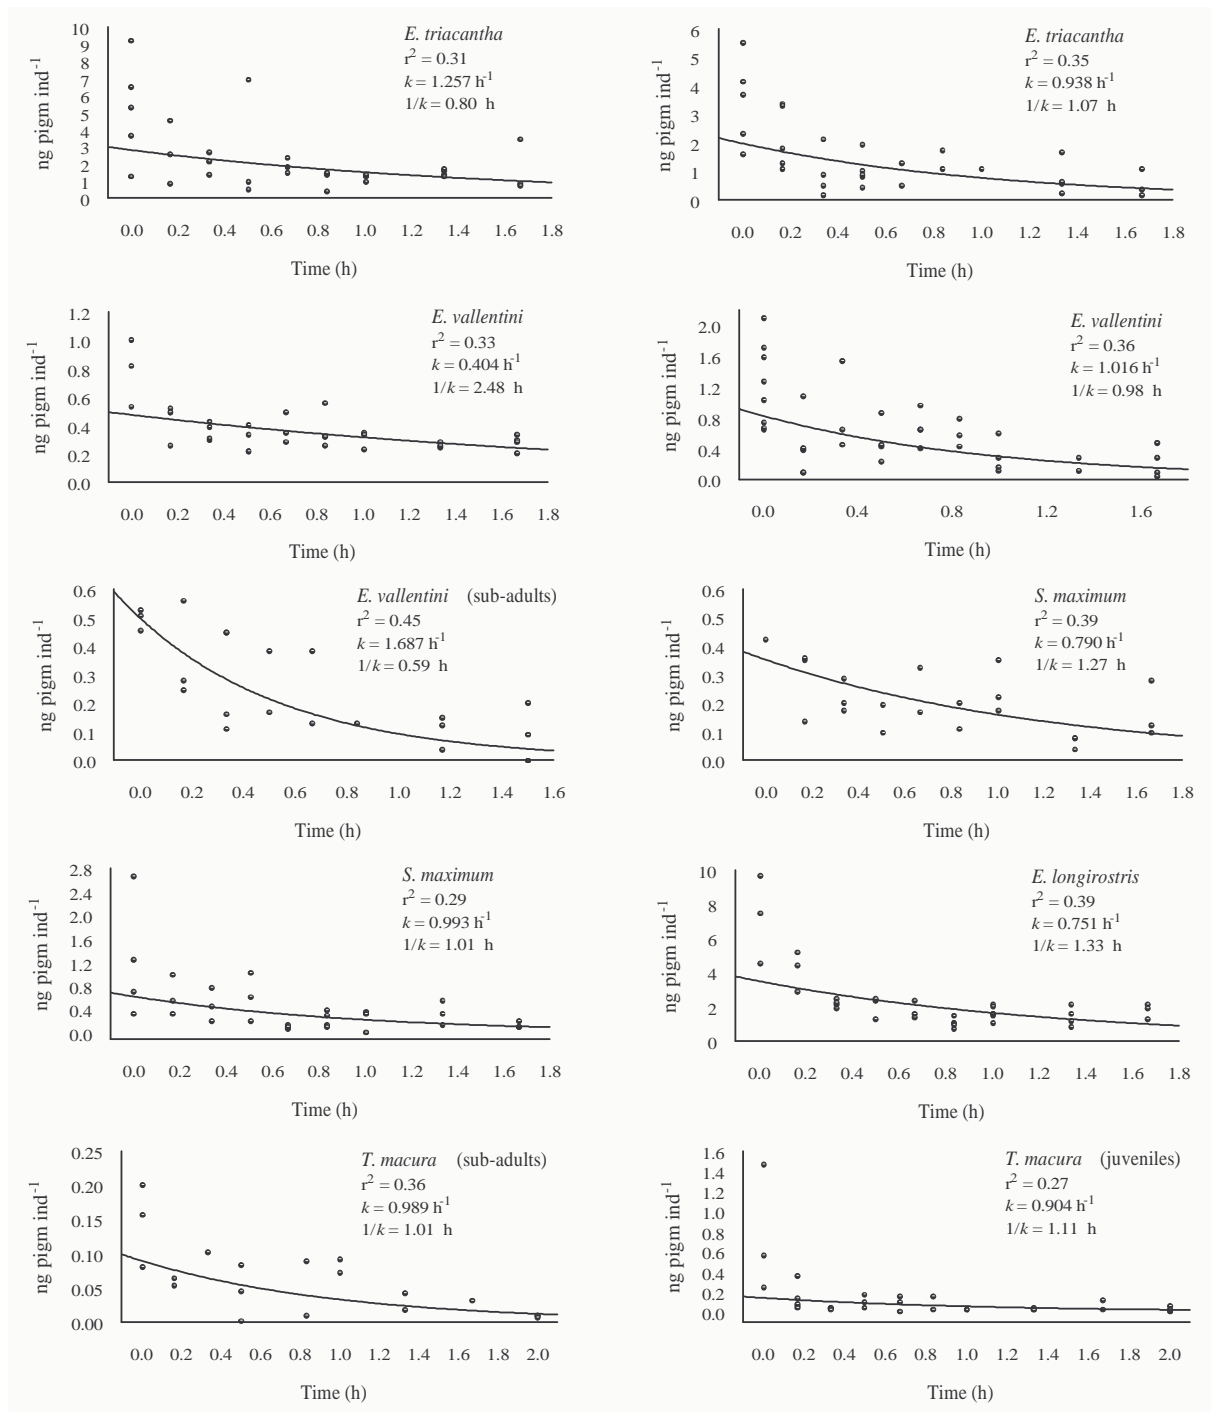 E. triacantha
r² = 0.31
k = 1.257 h⁻¹
1/k = 0.80 h
ng pigm ind⁻¹
10
9
8
7
6
5
4
3
2
1
0
0.0 0.2 0.4 0.6 0.8 1.0 1.2 1.4 1.6 1.8
Time (h)
E. triacantha
r² = 0.35
k = 0.938 h⁻¹
1/k = 1.07 h
ng pigm ind⁻¹
6
5
4
3
2
1
0
0.0 0.2 0.4 0.6 0.8 1.0 1.2 1.4 1.6 1.8
Time (h)
E. vallentini
r² = 0.33
k = 0.404 h⁻¹
1/k = 2.48 h
ng pigm ind⁻¹
1.2
1.0
0.8
0.6
0.4
0.2
0.0
0.0 0.2 0.4 0.6 0.8 1.0 1.2 1.4 1.6 1.8
Time (h)
E. vallentini
r² = 0.36
k = 1.016 h⁻¹
1/k = 0.98 h
ng pigm ind⁻¹
2.0
1.6
1.2
0.8
0.4
0.0
0.0 0.4 0.8 1.2 1.6
Time (h)
E. vallentini (sub-adults)
r² = 0.45
k = 1.687 h⁻¹
1/k = 0.59 h
ng pigm ind⁻¹
0.6
0.5
0.4
0.3
0.2
0.1
0.0
0.0 0.2 0.4 0.6 0.8 1.0 1.2 1.4 1.6
Time (h)
S. maximum
r² = 0.39
k = 0.790 h⁻¹
1/k = 1.27 h
ng pigm ind⁻¹
0.6
0.5
0.4
0.3
0.2
0.1
0.0
0.0 0.2 0.4 0.6 0.8 1.0 1.2 1.4 1.6 1.8
Time (h)
S. maximum
r² = 0.29
k = 0.993 h⁻¹
1/k = 1.01 h
ng pigm ind⁻¹
2.8
2.4
2.0
1.6
1.2
0.8
0.4
0.0
0.0 0.2 0.4 0.6 0.8 1.0 1.2 1.4 1.6 1.8
Time (h)
E. longirostris
r² = 0.39
k = 0.751 h⁻¹
1/k = 1.33 h
ng pigm ind⁻¹
10
8
6
4
2
0
0.0 0.2 0.4 0.6 0.8 1.0 1.2 1.4 1.6 1.8
Time (h)
T. macura (sub-adults)
r² = 0.36
k = 0.989 h⁻¹
1/k = 1.01 h
ng pigm ind⁻¹
0.25
0.20
0.15
0.10
0.05
0.00
0.0 0.2 0.4 0.6 0.8 1.0 1.2 1.4 1.6 2.0
Time (h)
T. macura (juveniles)
r² = 0.27
k = 0.904 h⁻¹
1/k = 1.11 h
ng pigm ind⁻¹
1.6
1.4
1.2
1.0
0.8
0.6
0.4
0.2
0.0
0.0 0.2 0.4 0.6 0.8 1.0 1.2 1.4 1.6 1.8 2.0
Time (h)